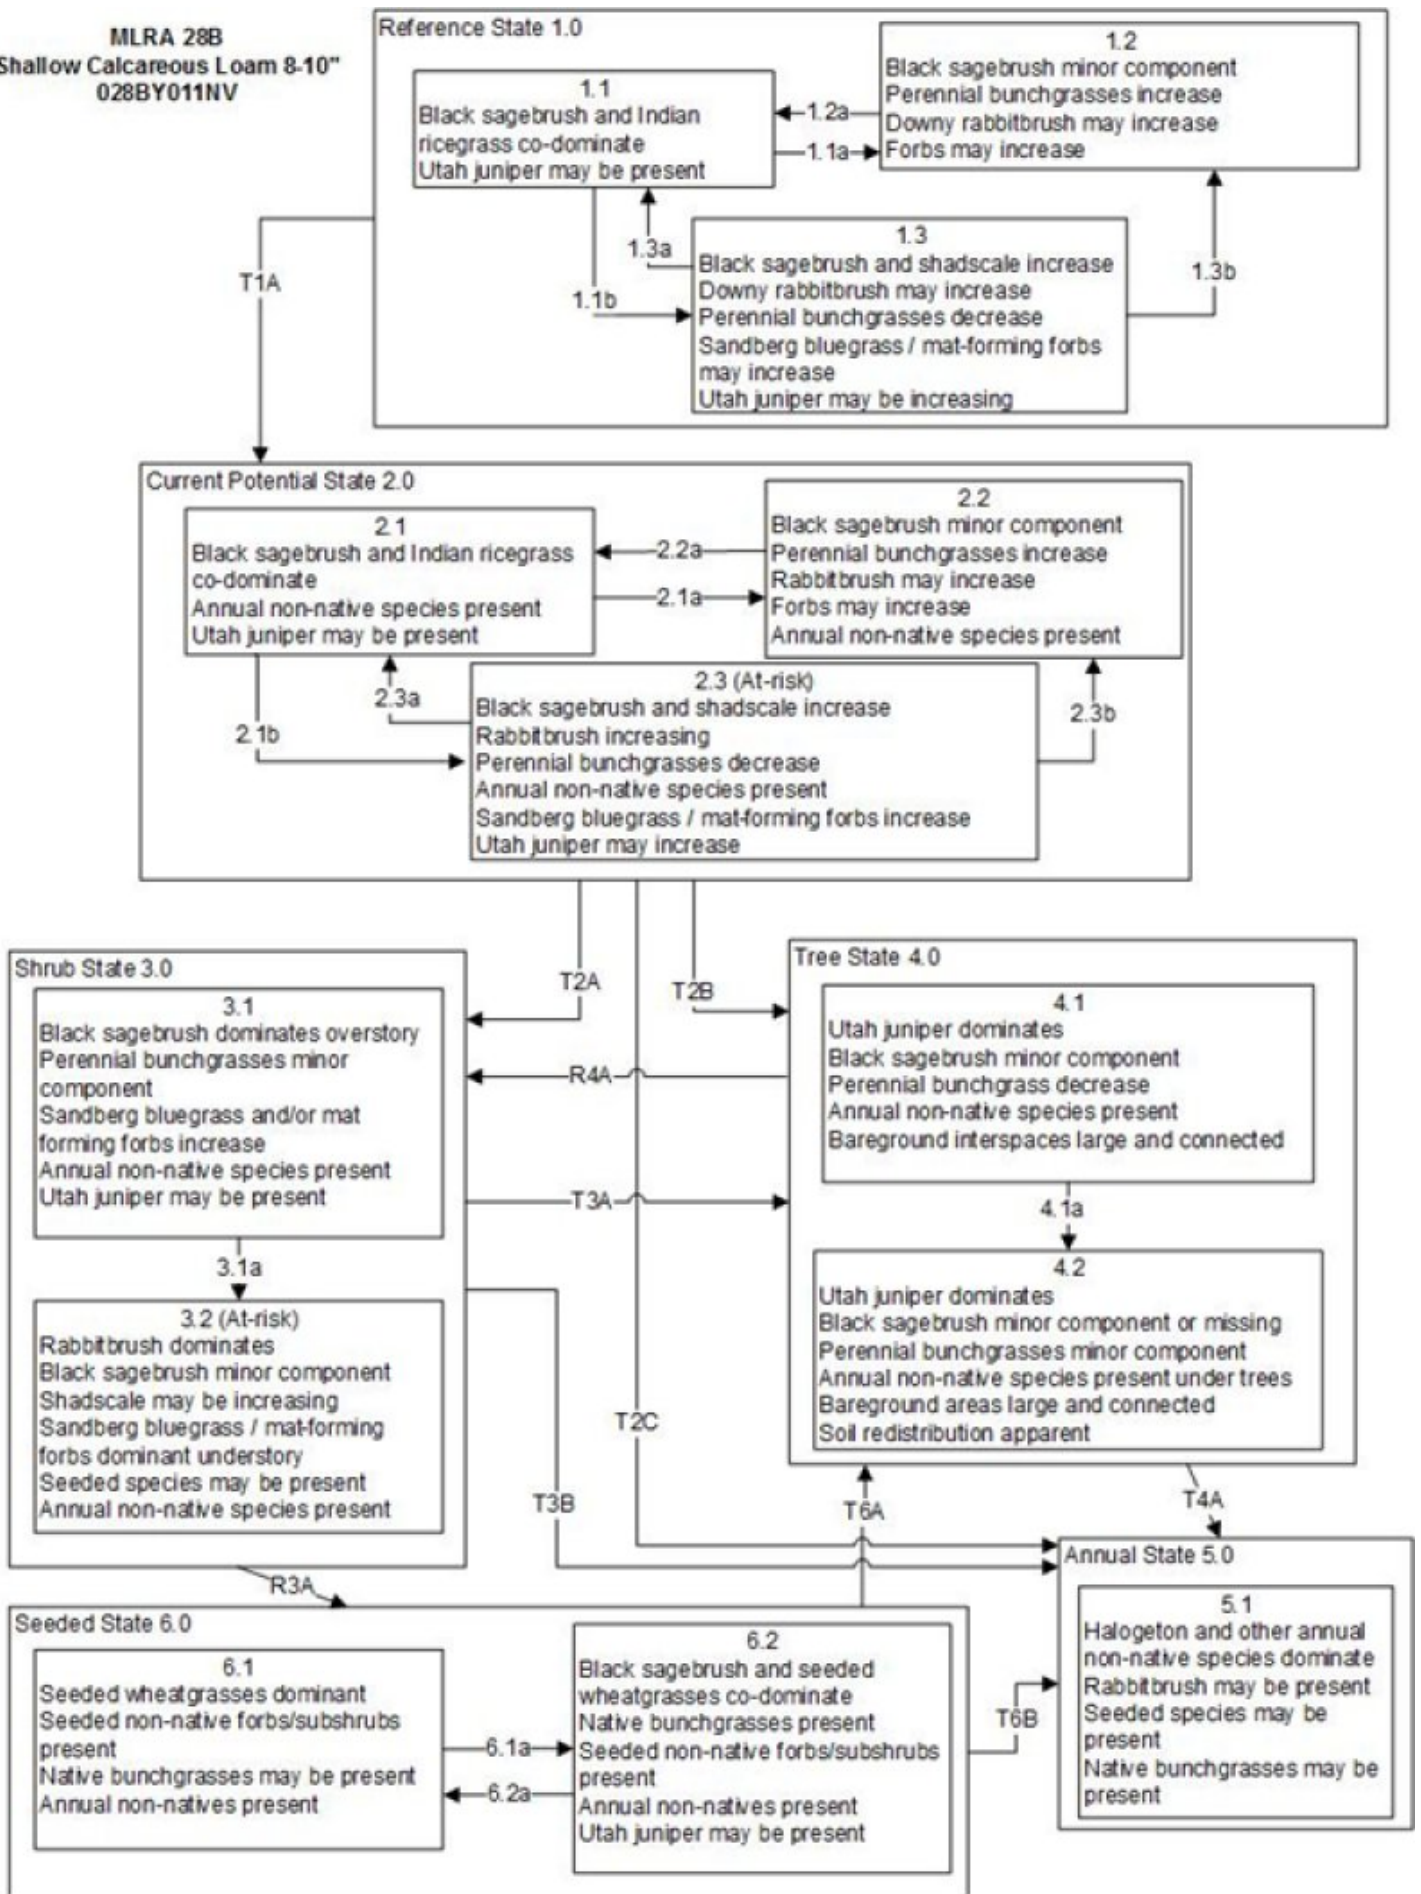 MLRA 28B
Shallow Calcareous Loam 8-10"
028BY011NV
Reference State 1.0
1.1
Black sagebrush and Indian
ricegrass co-dominate
Utah juniper may be present
1.2a
1.1a
1.2
Black sagebrush minor component
Perennial bunchgrasses increase
Downy rabbitbrush may increase
Forbs may increase
1.3a
1.1b
1.3
Black sagebrush and shadscale increase
Downy rabbitbrush may increase
Perennial bunchgrasses decrease
Sandberg bluegrass / mat-forming forbs
may increase
Utah juniper may be increasing
1.3b
T1A
Current Potential State 2.0
2.1
Black sagebrush and Indian ricegrass
co-dominate
Annual non-native species present
Utah juniper may be present
2.2a
2.1a
2.2
Black sagebrush minor component
Perennial bunchgrasses increase
Rabbitbrush may increase
Forbs may increase
Annual non-native species present
2.3a
2.1b
2.3 (At-risk)
Black sagebrush and shadscale increase
Rabbitbrush increasing
Perennial bunchgrasses decrease
Annual non-native species present
Sandberg bluegrass / mat-forming forbs increase
Utah juniper may increase
2.3b
T2A
T2B
Shrub State 3.0
3.1
Black sagebrush dominates overstory
Perennial bunchgrasses minor
component
Sandberg bluegrass and/or mat
forming forbs increase
Annual non-native species present
Utah juniper may be present
3.1a
3.2 (At-risk)
Rabbitbrush dominates
Black sagebrush minor component
Shadscale may be increasing
Sandberg bluegrass / mat-forming
forbs dominant understory
Seeded species may be present
Annual non-native species present
R4A
T3A
T2C
T3B
Tree State 4.0
4.1
Utah juniper dominates
Black sagebrush minor component
Perennial bunchgrass decrease
Annual non-native species present
Bareground interspaces large and connected
4.1a
4.2
Utah juniper dominates
Black sagebrush minor component or missing
Perennial bunchgrasses minor component
Annual non-native species present under trees
Bareground areas large and connected
Soil redistribution apparent
T6A
T4A
R3A
Seeded State 6.0
6.1
Seeded wheatgrasses dominant
Seeded non-native forbs/subshrubs
present
Native bunchgrasses may be present
Annual non-natives present
6.1a
6.2a
6.2
Black sagebrush and seeded
wheatgrasses co-dominate
Native bunchgrasses present
Seeded non-native forbs/subshrubs
present
Annual non-natives present
Utah juniper may be present
T6B
Annual State 5.0
5.1
Halogeton and other annual
non-native species dominate
Rabbitbrush may be present
Seeded species may be
present
Native bunchgrasses may be
present